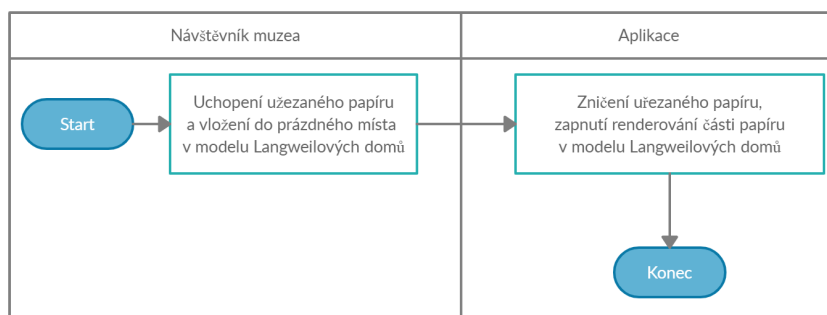 Návštěvník muzea
Aplikace
Start
Uchopení užezaného papíru
a vložení do prázdného místa
v modelu Langweilových domů
Zničení uřezaného papíru,
zapnutí renderování části papíru
v modelu Langweilových domů
Konec